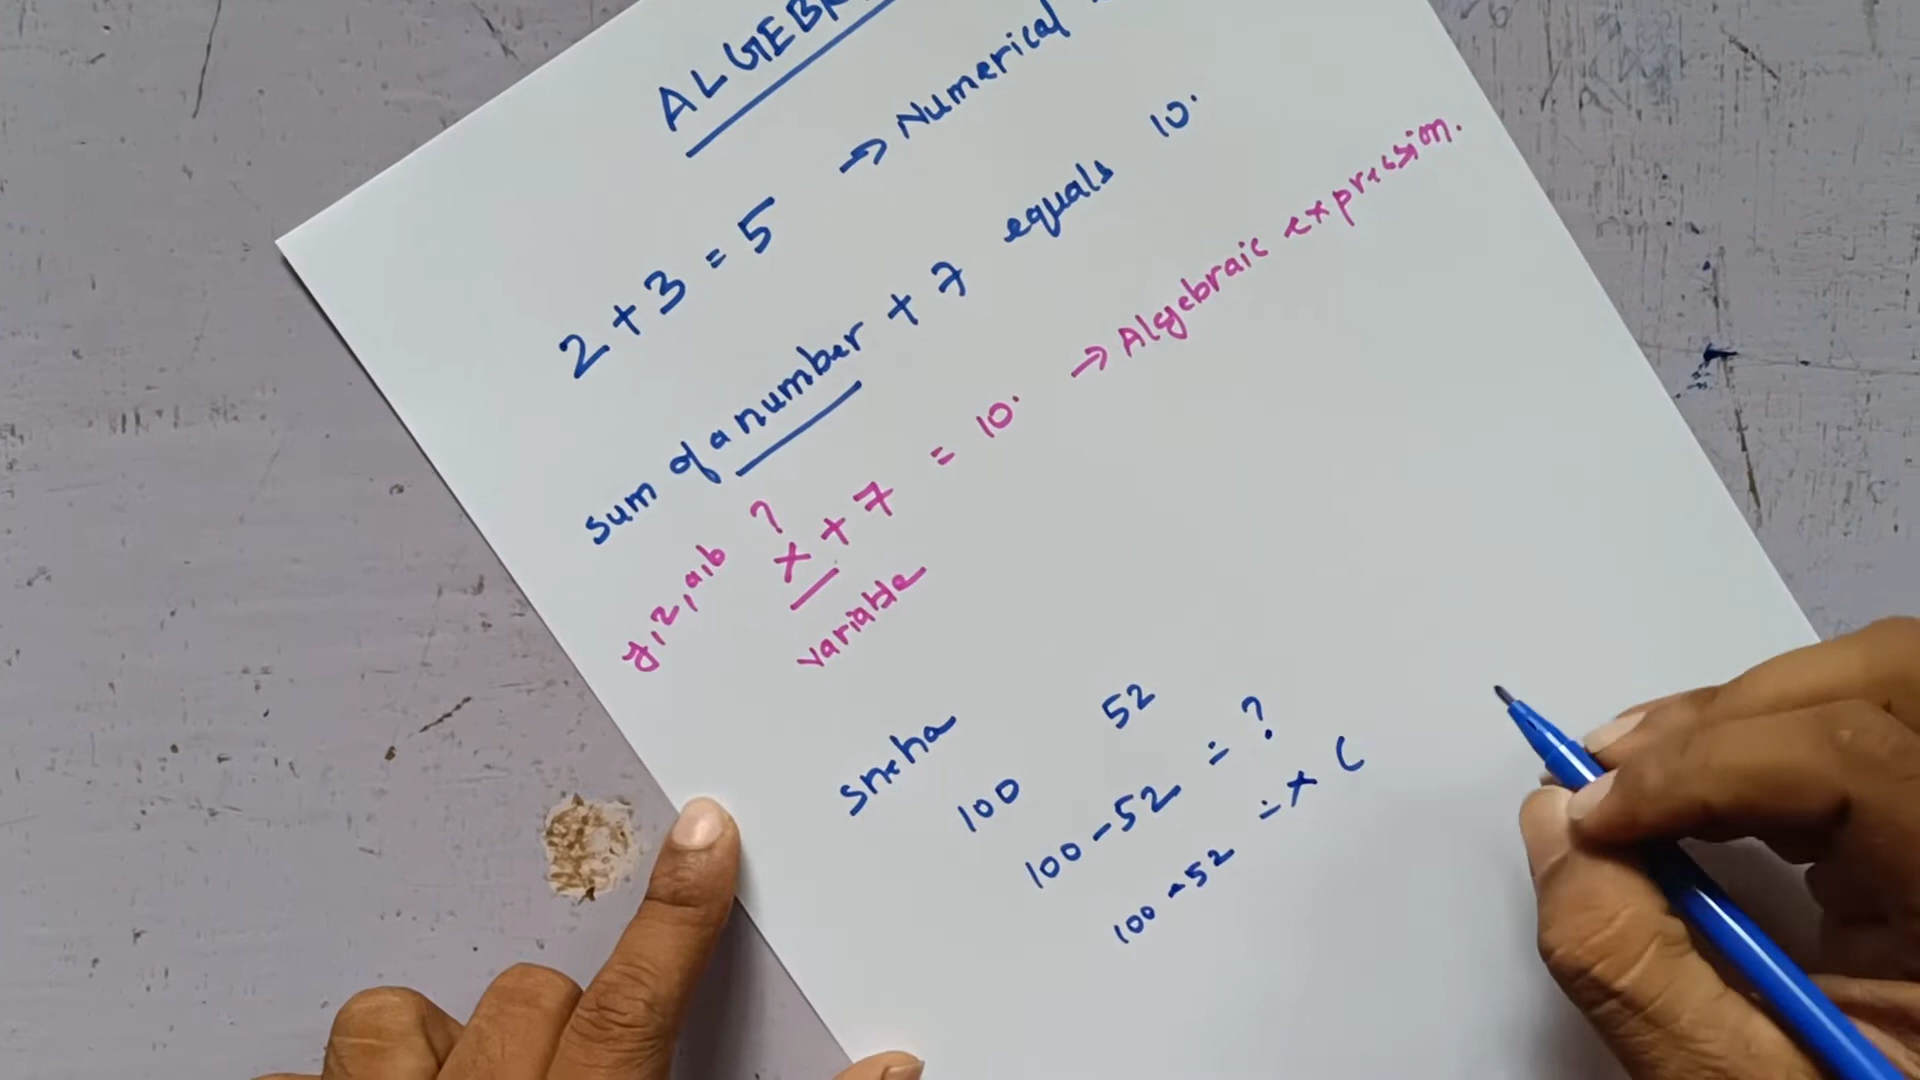 ALGEBR
2 + 3 = 5 → Numerical
sum of a number + 7 equals 10.
?
x + 7 = 10. → Algebraic expression.
y, z, a, b
variable
sneha
100 52
100 - 52 = ?
100 - 52 = x (